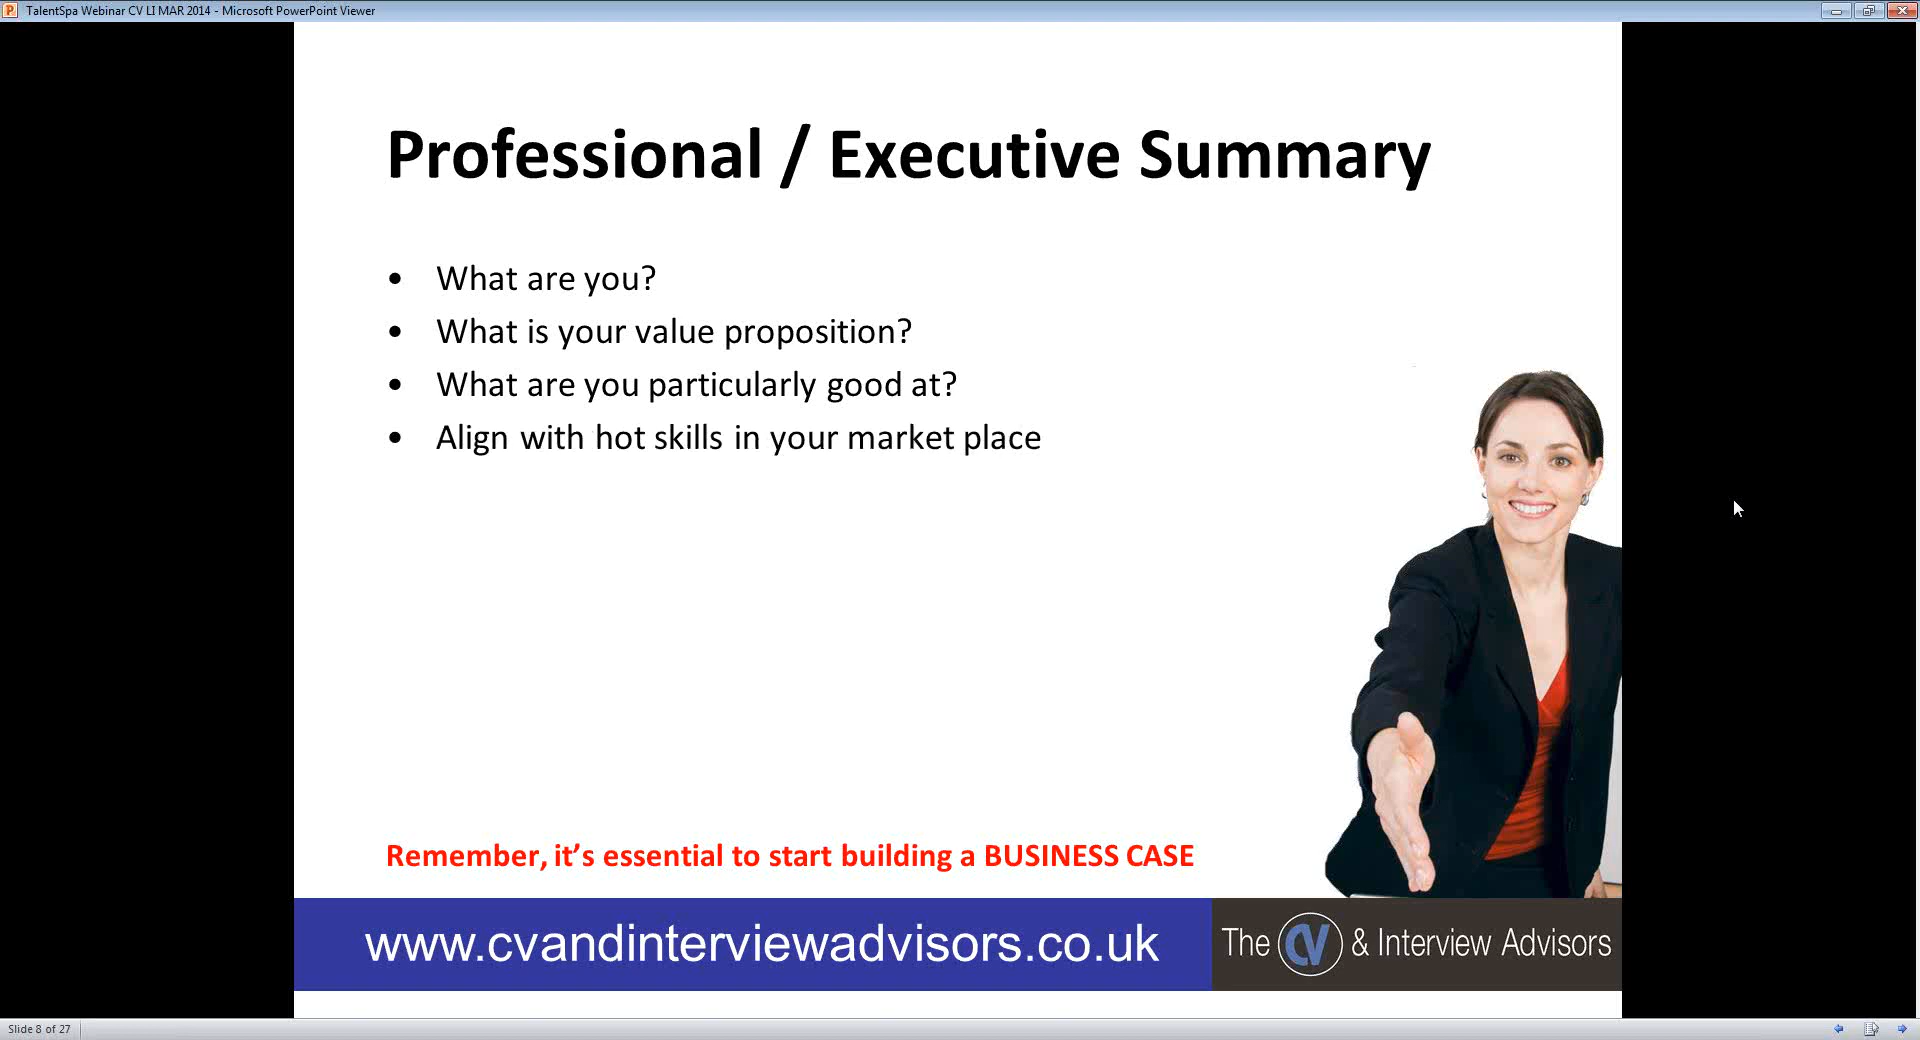 TalentSpa Webinar CV LI MAR 2014 - Microsoft PowerPoint Viewer
Professional / Executive Summary
• What are you?
• What is your value proposition?
• What are you particularly good at?
• Align with hot skills in your market place
Remember, it’s essential to start building a BUSINESS CASE
www.cvandinterviewadvisors.co.uk
The CV & Interview Advisors
Slide 8 of 27